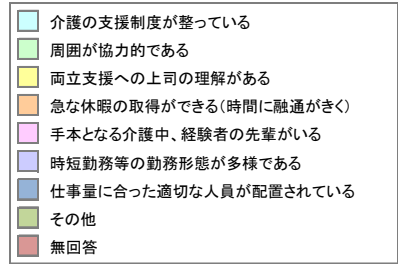 介護の支援制度が整っている
周囲が協力的である
両立支援への上司の理解がある
急な休暇の取得ができる(時間に融通がきく)
手本となる介護中、経験者の先輩がいる
時短勤務等の勤務形態が多様である
仕事量に合った適切な人員が配置されている
その他
無回答